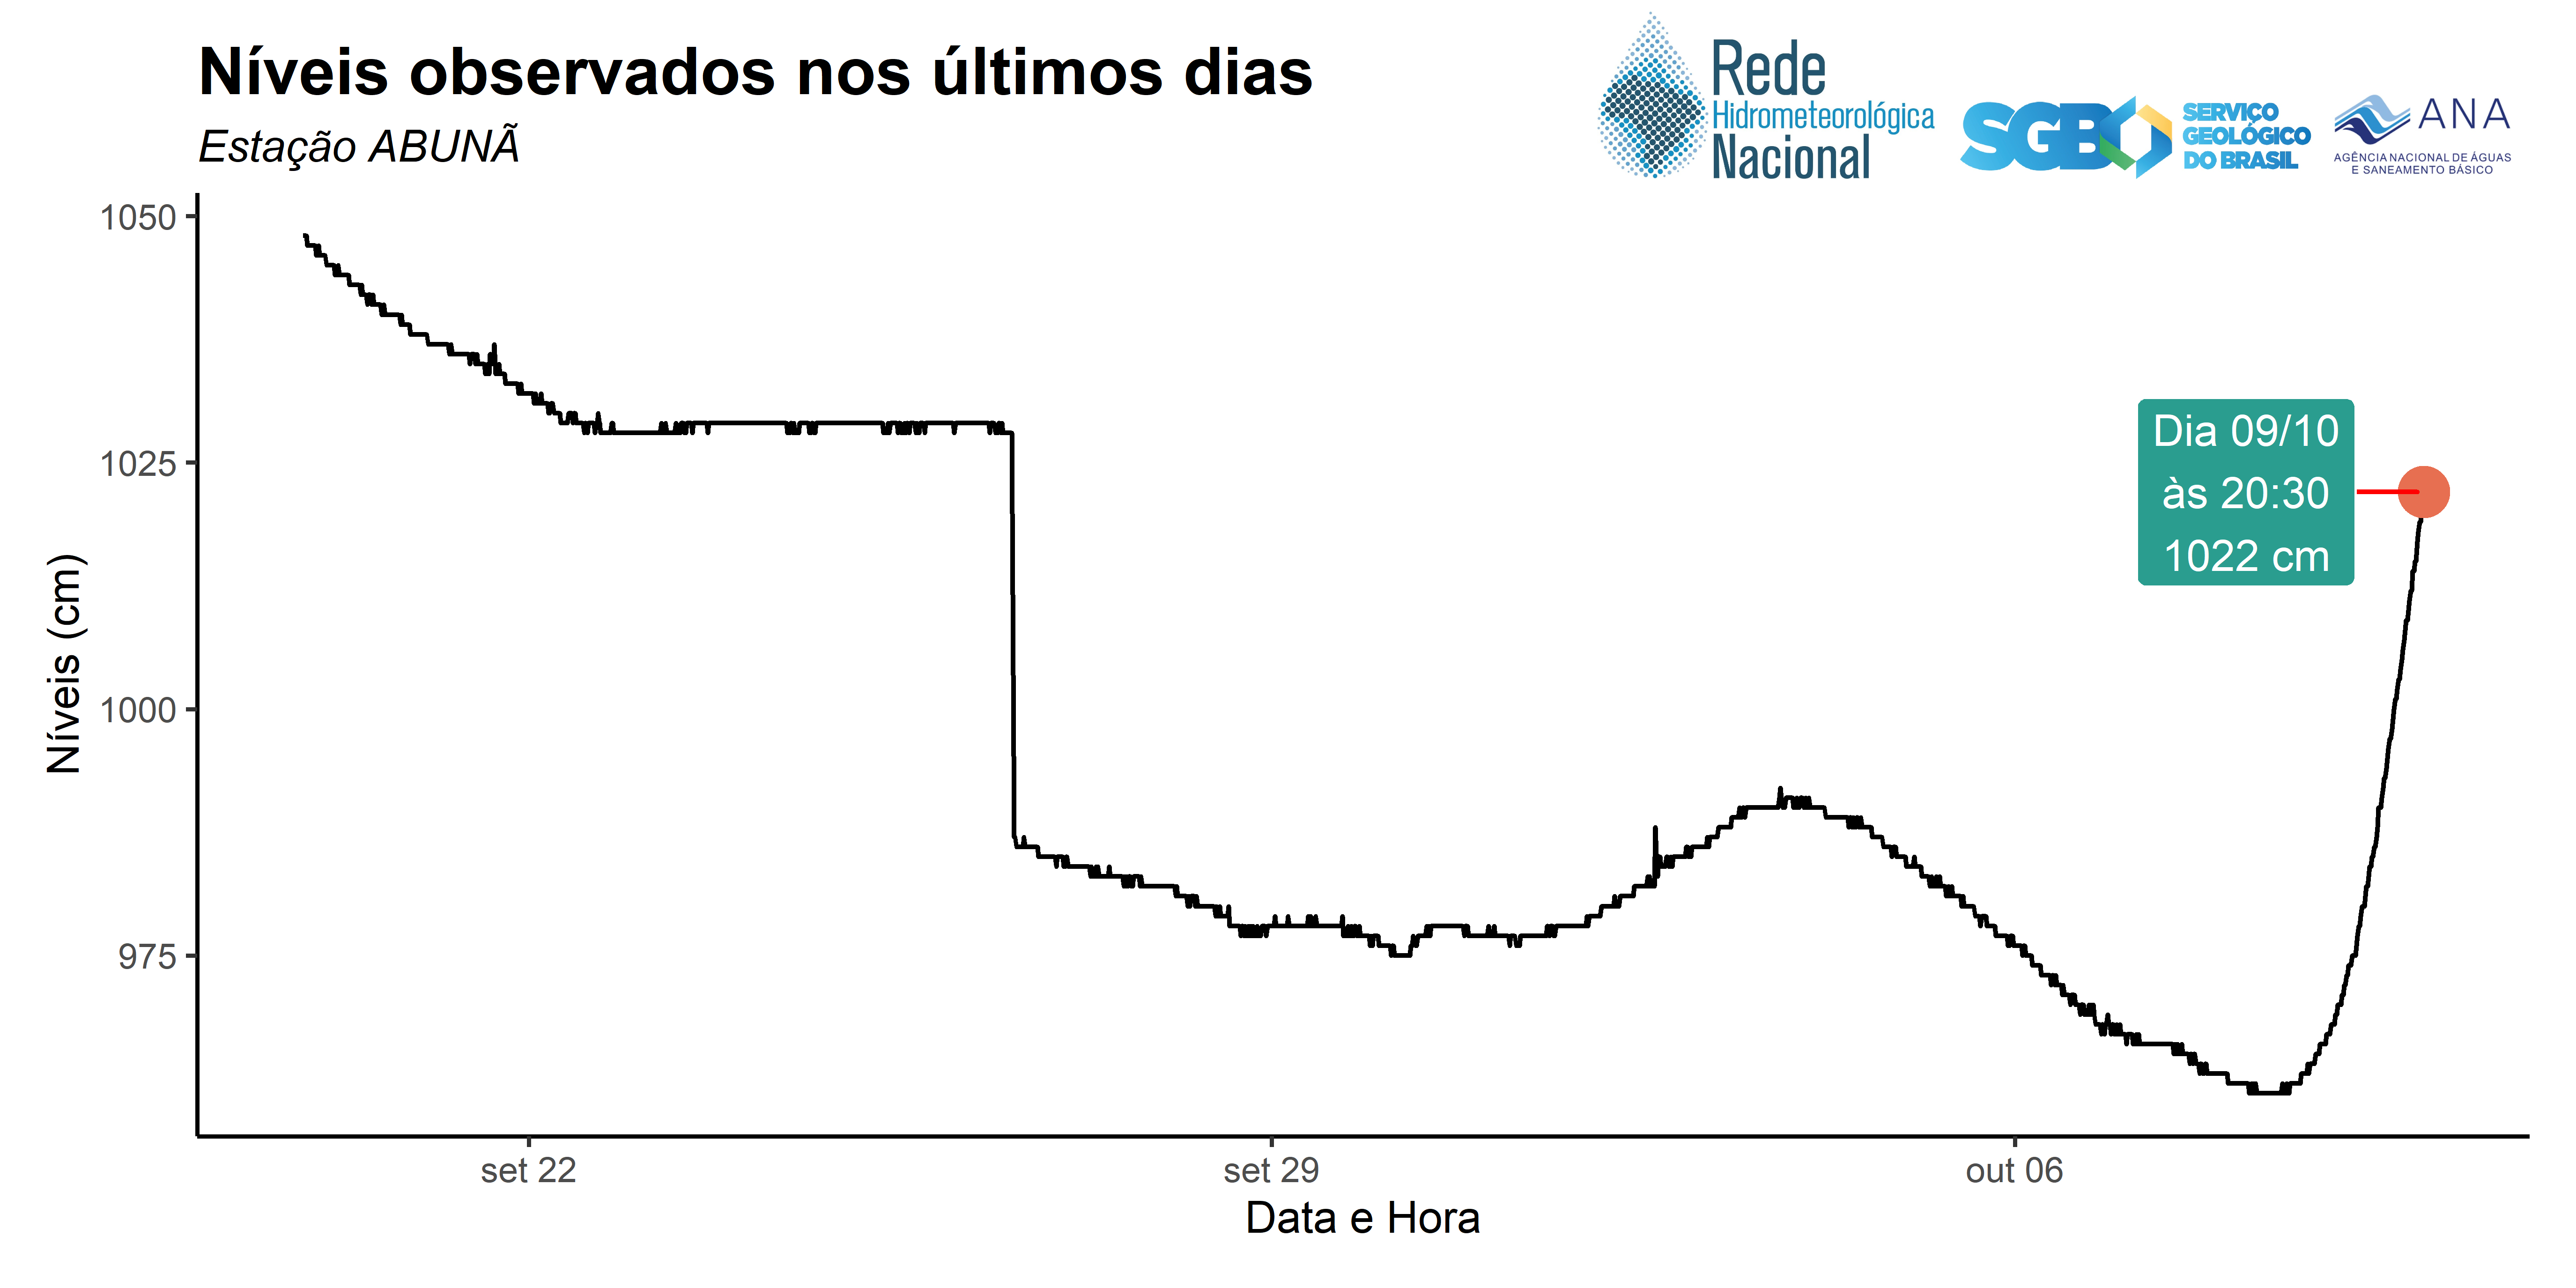 Níveis observados nos últimos dias
Estação ABUNÃ
Rede
Hidrometeorológica
Nacional
SGB
SERVIÇO
GEOLÓGICO
DO BRASIL
ANA
AGÊNCIA NACIONAL DE ÁGUAS
E SANEAMENTO BÁSICO
Níveis (cm)
1050
1025
1000
975
Dia 09/10
às 20:30
1022 cm
set 22
set 29
out 06
Data e Hora